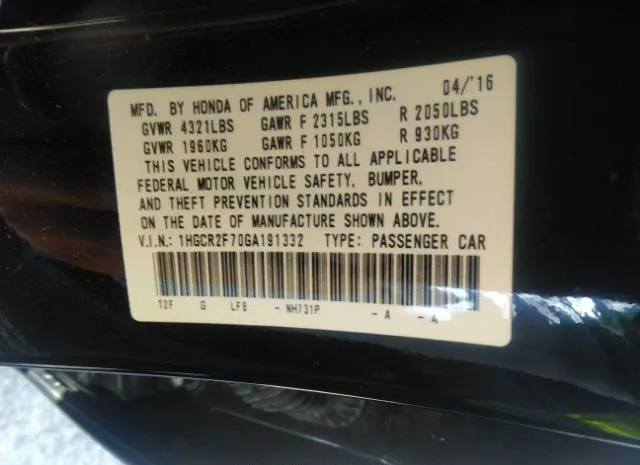 MFD. BY HONDA OF AMERICA MFG., INC. 04/'16
GVWR 4321LBS GAWR F 2315LBS R 2050LBS
GVWR 1960KG GAWR F 1050KG R 930KG
THIS VEHICLE CONFORMS TO ALL APPLICABLE
FEDERAL MOTOR VEHICLE SAFETY, BUMPER,
AND THEFT PREVENTION STANDARDS IN EFFECT
ON THE DATE OF MANUFACTURE SHOWN ABOVE.
V.I.N.: 1HGCR2F70GA191332 TYPE: PASSENGER CAR
T2F G LF6 - NH731P - A - A